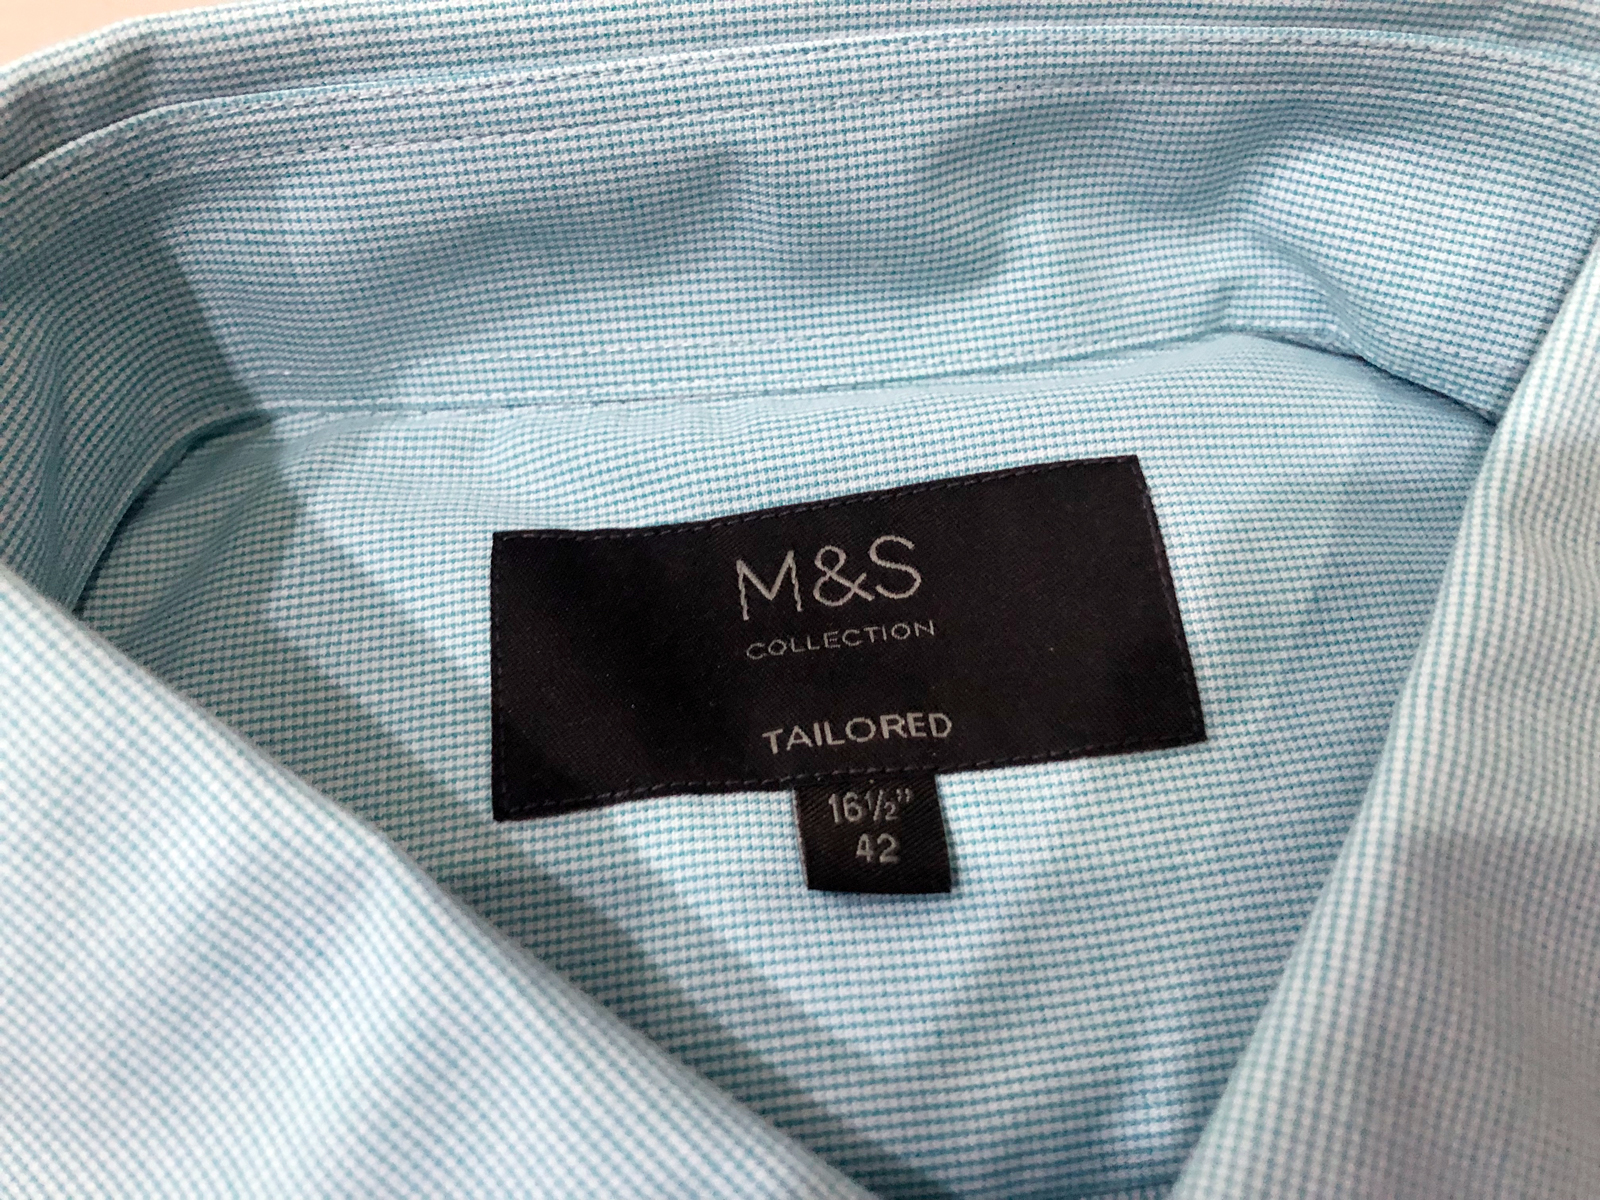 M&S
COLLECTION
TAILORED
16½"
42